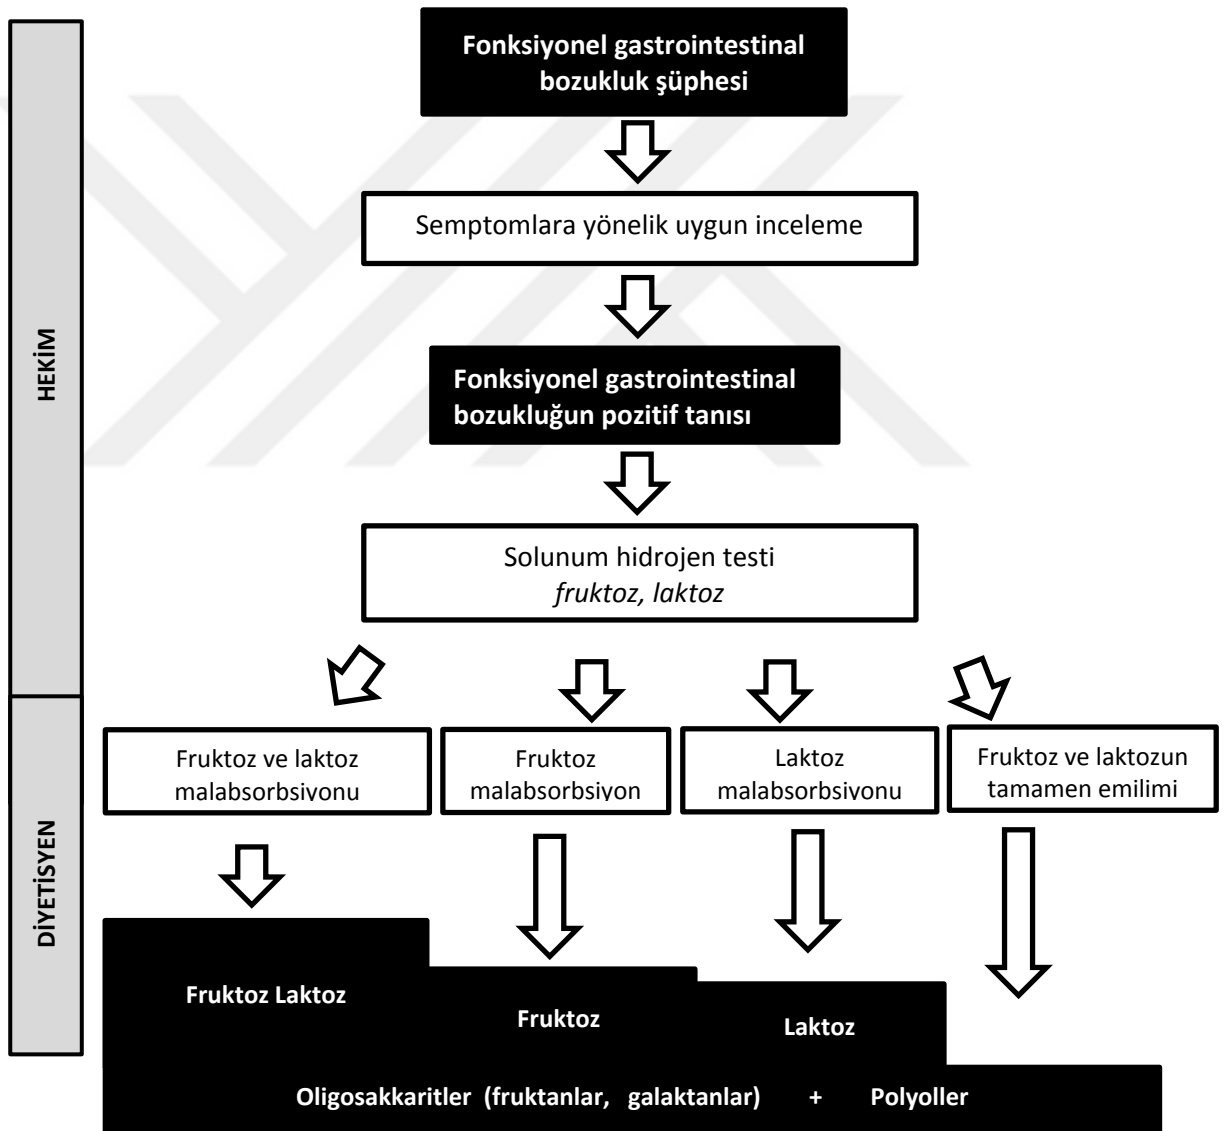 Fonksiyonel gastrointestinal
bozukluk şüphesi
Semptomlara yönelik uygun inceleme
HEKİM
Fonksiyonel gastrointestinal
bozukluğun pozitif tanısı
Solunum hidrojen testi
fruktoz, laktoz
DİYETİSYEN
Fruktoz ve laktoz
malabsorbsiyonu
Fruktoz
malabsorbsiyon
Laktoz
malabsorbsiyonu
Fruktoz ve laktozun
tamamen emilimi
Fruktoz Laktoz
Fruktoz
Laktoz
Oligosakkaritler (fruktanlar, galaktanlar) + Polyoller